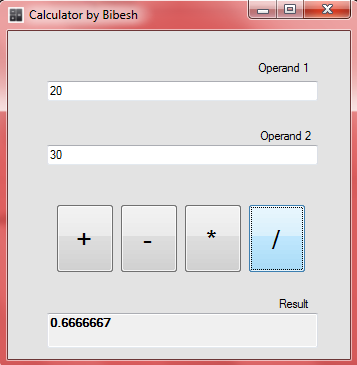 Calculator by Bibesh
Operand 1
20
Operand 2
30
+ - * /
Result
0.6666667